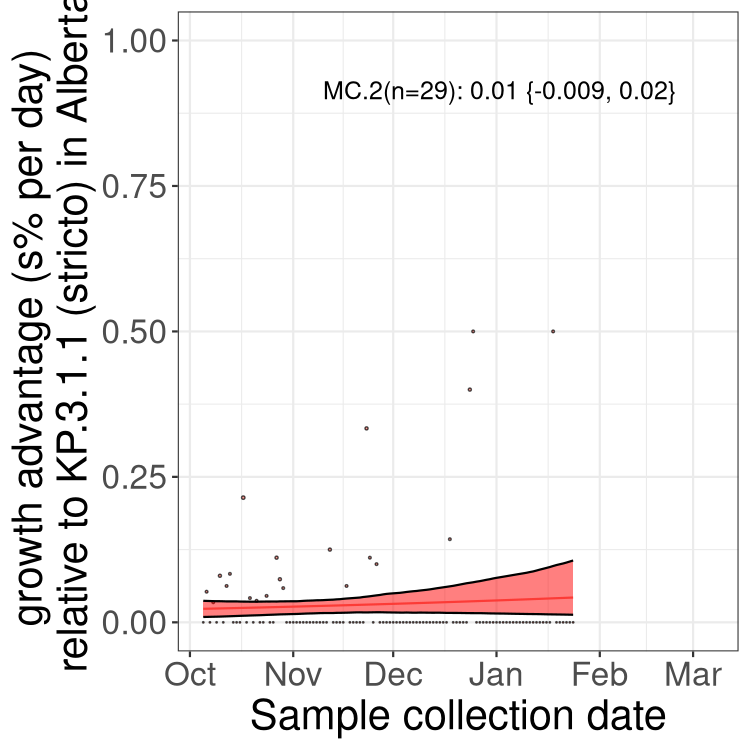 growth advantage (s% per day)
relative to KP.3.1.1 (stricto) in Alberta
1.00
0.75
0.50
0.25
0.00
MC.2(n=29): 0.01 {-0.009, 0.02}
Oct Nov Dec Jan Feb Mar
Sample collection date